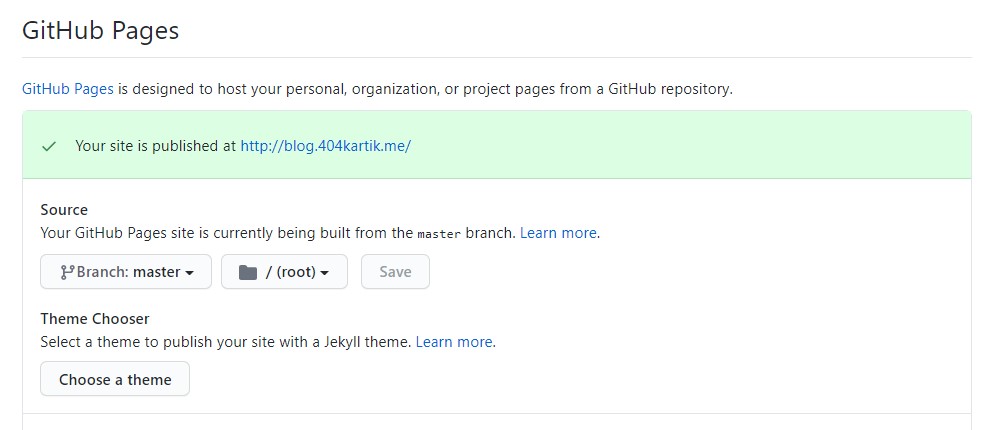 GitHub Pages
GitHub Pages is designed to host your personal, organization, or project pages from a GitHub repository.
Your site is published at http://blog.404kartik.me/
Source
Your GitHub Pages site is currently being built from the master branch. Learn more.
Branch: master / (root) Save
Theme Chooser
Select a theme to publish your site with a Jekyll theme. Learn more.
Choose a theme